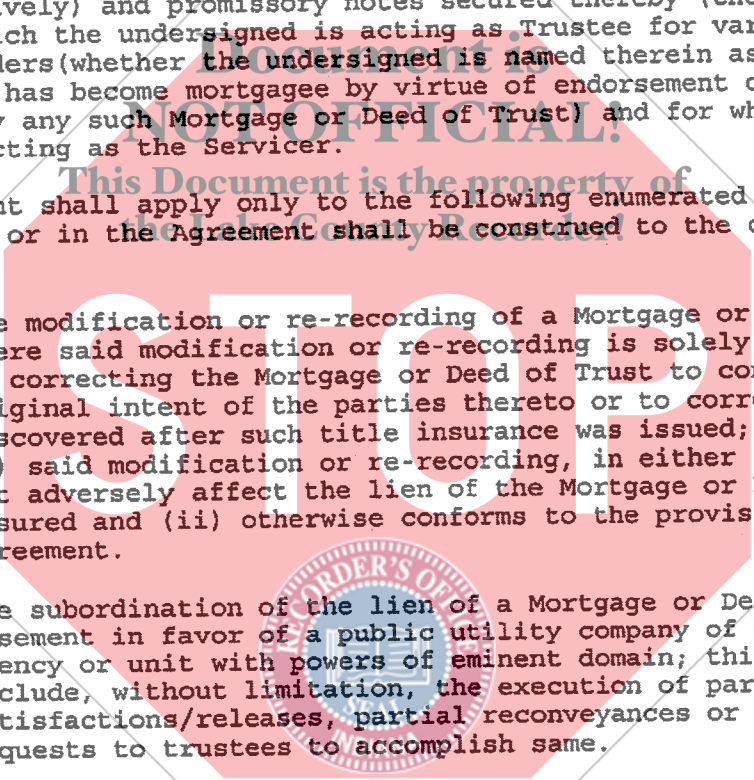 vely) and promissory notes secured thereby (the
ich the undersigned is acting as Trustee for var
ders(whether the undersigned is named therein as
has become mortgagee by virtue of endorsement o
y any such Mortgage or Deed of Trust) and for wh
cting as the Servicer.
Document is
NOT OFFICIAL!
This Document is the property of
the Lake County Recorder!
nt shall apply only to the following enumerated
or in the Agreement shall be construed to the c
STOP
e modification or re-recording of a Mortgage or
ere said modification or re-recording is solely
correcting the Mortgage or Deed of Trust to con
iginal intent of the parties thereto or to corre
scovered after such title insurance was issued;
) said modification or re-recording, in either
t adversely affect the lien of the Mortgage or
sured and (ii) otherwise conforms to the provis
reement.
e subordination of the lien of a Mortgage or De
sement in favor of a public utility company of
ency or unit with powers of eminent domain; thi
clude, without limitation, the execution of par
tisfactions/releases, partial reconveyances or
quests to trustees to accomplish same.
RECORDER'S OFFICE
SEAL
INDIANA